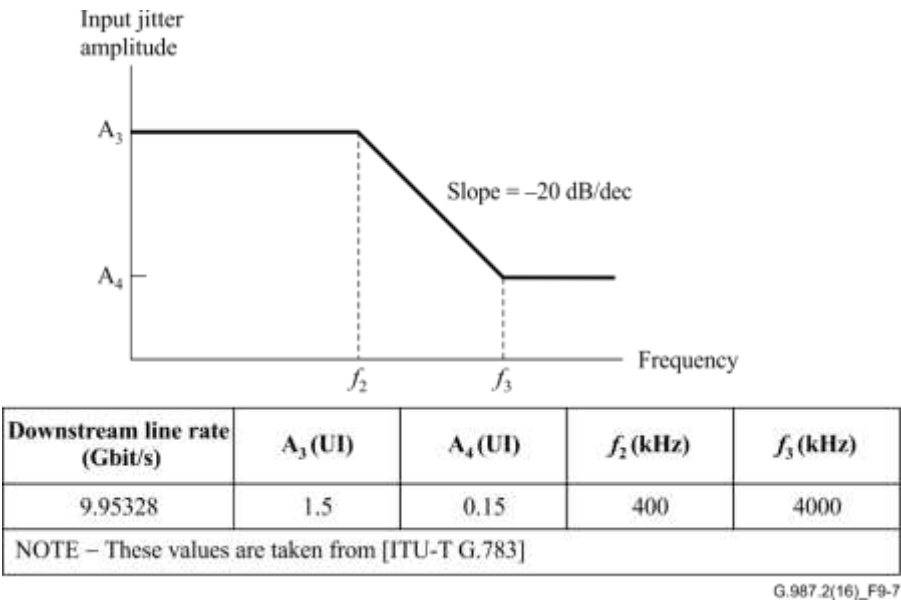 Input jitter
amplitude
A₃
Slope = –20 dB/dec
A₄
Frequency
f₂
f₃
Downstream line rate
(Gbit/s)
A₃ (UI)
A₄ (UI)
f₂ (kHz)
f₃ (kHz)
9.95328
1.5
0.15
400
4000
NOTE – These values are taken from [ITU-T G.783]
G.987.2(16)_F9-7